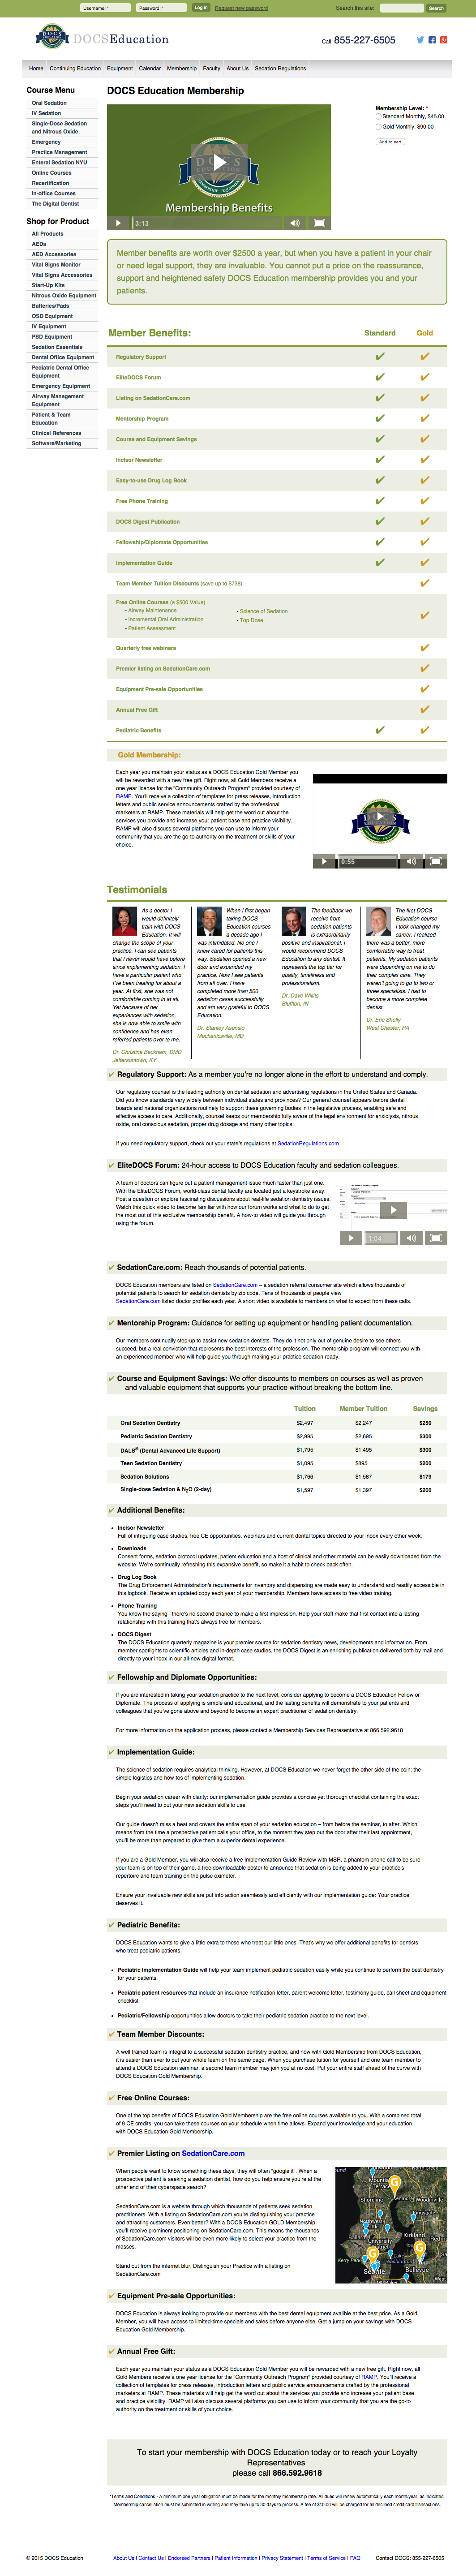 Username: * Password: * Log in Request new password Search this site: Search
DOCSEducation
Call: 855-227-6505
Home Continuing Education Equipment Calendar Membership Faculty About Us Sedation Regulations
Course Menu
Oral Sedation
IV Sedation
Single-Dose Sedation
and Nitrous Oxide
Emergency
Practice Management
Enteral Sedation NYU
Online Courses
Recertification
In-office Courses
The Digital Dentist
Shop for Product
All Products
AEDs
AED Accessories
Vital Signs Monitor
Vital Signs Accessories
Start-Up Kits
Nitrous Oxide Equipment
Batteries/Pads
OSD Equipment
IV Equipment
PSD Equipment
Sedation Essentials
Dental Office Equipment
Pediatric Dental Office
Equipment
Emergency Equipment
Airway Management
Equipment
Patient & Team
Education
Clinical References
Software/Marketing
DOCS Education Membership
DOCS
EDUCATION
Membership Benefits
3:13
Membership Level: *
Standard Monthly, $45.00
Gold Monthly, $90.00
Add to cart
Member benefits are worth over $2500 a year, but when you have a patient in your chair
or need legal support, they are invaluable. You cannot put a price on the reassurance,
support and heightened safety DOCS Education membership provides you and your
patients.
Member Benefits: Standard Gold
Regulatory Support
EliteDOCS Forum
Listing on SedationCare.com
Mentorship Program
Course and Equipment Savings
Incisor Newsletter
Easy-to-use Drug Log Book
Free Phone Training
DOCS Digest Publication
Fellowship/Diplomate Opportunities
Implementation Guide
Team Member Tuition Discounts (save up to $738)
Free Online Courses (a $900 Value)
- Airway Maintenence
- Incremental Oral Administration
- Patient Assessment
- Science of Sedation
- Top Dose
Quarterly free webinars
Premier listing on SedationCare.com
Equipment Pre-sale Opportunities
Annual Free Gift
Pediatric Benefits
Gold Membership:
Each year you maintain your status as a DOCS Education Gold Member you
will be rewarded with a new free gift. Right now, all Gold Members receive a
one year license for the "Community Outreach Program" provided courtesy of
RAMP. You'll receive a collection of templates for press releases, introduction
letters and public service announcements crafted by the professional
marketers at RAMP. These materials will help get the word out about the
services you provide and increase your patient base and practice visibility.
RAMP will also discuss several platforms you can use to inform your
community that you are the go-to authority on the treatment or skills of your
choice.
0:55
Testimonials
As a doctor I
would definitely
train with DOCS
Education. It will
change the scope of your
practice. I can see patients
that I never would have before
since implementing sedation. I
have a particular patient who
I've been treating for about a
year. At first, she was not
comfortable coming in at all.
Yet because of her
experiences with sedation,
she is now able to smile with
confidence and has even
referred patients over to me.
Dr. Christina Beckham, DMD
Jeffersontown, KY
When I first began
taking DOCS
Education courses
a decade ago I
was intimidated. No one I
knew cared for patients this
way. Sedation opened a new
door and expanded my
practice. Now I see patients
from all over. I have
completed more than 500
sedation cases successfully
and am very grateful to DOCS
Education.
Dr. Stanley Asensio
Mechanicsville, MD
The feedback we
receive from
sedation patients
is extraordinarily
positive and inspirational. I
would recommend DOCS
Education to any dentist. It
represents the top tier for
quality, timeliness and
professionalism.
Dr. Dave Willits
Bluffton, IN
The first DOCS
Education course
I took changed my
career. I realized
there was a better, more
comfortable way to treat
patients. My sedation patients
were depending on me to do
their complex care. They
weren't going to go to two or
three specialists. I had to
become a more complete
dentist.
Dr. Eric Shelly
West Chester, PA
Regulatory Support: As a member you're no longer alone in the effort to understand and comply.
Our regulatory counsel is the leading authority on dental sedation and advertising regulations in the United States and Canada.
Did you know standards vary widely between individual states and provinces? Our general counsel appears before dental
boards and national organizations routinely to support these governing bodies in the legislative process, enabling safe and
effective access to care. Additionally, counsel keeps our membership fully aware of the legal environment for anxiolysis, nitrous
oxide, oral conscious sedation, proper drug dosage and many other topics.
If you need regulatory support, check out your state's regulations at SedationRegulations.com
EliteDOCS Forum: 24-hour access to DOCS Education faculty and sedation colleagues.
A team of doctors can figure out a patient management issue much faster than just one.
With the EliteDOCS Forum, world-class dental faculty are located just a keystroke away.
Post a question or explore fascinating discussions about real-life sedation dentistry issues.
Watch this quick video to become familiar with how our forum works and what to do to get
the most out of this exclusive membership benefit. A how-to video will guide you through
using the forum.
1:04
SedationCare.com: Reach thousands of potential patients.
DOCS Education members are listed on SedationCare.com – a sedation referral consumer site which allows thousands of
potential patients to search for sedation dentists by zip code. Tens of thousands of people view
SedationCare.com listed doctor profiles each year. A short video is available to members on what to expect from these calls.
Mentorship Program: Guidance for setting up equipment or handling patient documentation.
Our members continually step-up to assist new sedation dentists. They do it not only out of genuine desire to see others
succeed, but a real conviction that represents the best interests of the profession. The mentorship program will connect you with
an experienced member who will help guide you through making your practice sedation ready.
Course and Equipment Savings: We offer discounts to members on courses as well as proven
and valuable equipment that supports your practice without breaking the bottom line.
Tuition Member Tuition Savings
Oral Sedation Dentistry $2,497 $2,247 $250
Pediatric Sedation Dentistry $2,995 $2,695 $300
DALS® (Dental Advanced Life Support) $1,795 $1,495 $300
Teen Sedation Dentistry $1,095 $895 $200
Sedation Solutions $1,766 $1,587 $179
Single-dose Sedation & N2O (2-day) $1,597 $1,397 $200
Additional Benefits:
Incisor Newsletter
Full of intriguing case studies, free CE opportunities, webinars and current dental topics directed to your inbox every other week.
Downloads
Consent forms, sedation protocol updates, patient education and a host of clinical and other material can be easily downloaded from the
website. We're continually refreshing this expansive benefit, so make it a habit to check back often.
Drug Log Book
The Drug Enforcement Administration's requirements for inventory and dispensing are made easy to understand and readily accessible in
this logbook. Receive an updated copy each year of your membership. Members have access to free video training.
Phone Training
You know the saying– there's no second chance to make a first impression. Help your staff make that first contact into a lasting
relationship with this training that's always free for members.
DOCS Digest
The DOCS Education quarterly magazine is your premier source for sedation dentistry news, developments and information. From
member spotlights to scientific articles and in-depth case studies, the DOCS Digest is an enriching publication delivered both by mail and
directly to your inbox in our all-new digital format.
Fellowship and Diplomate Opportunities:
If you are interested in taking your sedation practice to the next level, consider applying to become a DOCS Education Fellow or
Diplomate. The process of applying is simple and educational, and the lasting benefits will demonstrate to your patients and
colleagues that you've gone above and beyond to become an expert practitioner of sedation dentistry.
For more information on the application process, please contact a Membership Services Representative at 866.592.9618
Implementation Guide:
The science of sedation requires analytical thinking. However, at DOCS Education we never forget the other side of the coin: the
simple logistics and how-tos of implementing sedation.
Begin your sedation career with clarity: our implementation guide provides a concise yet thorough checklist containing the exact
steps you'll need to put your new sedation skills to use.
Our guide doesn't miss a beat and covers the entire span of your sedation education – from before the seminar, to after. Which
means from the time a prospective patient calls your office, to the moment they step out the door after their last appointment,
you'll be more than prepared to give them a superior dental experience.
If you are a Gold Member, you will also receive a free Implementation Guide Review with MSR, a phantom phone call to be sure
your team is on top of their game, a free downloadable poster to announce that sedation is being added to your practice's
repertoire and team training on the pulse oximeter.
Ensure your invaluable new skills are put into action seamlessly and efficiently with our implementation guide: Your practice
deserves it.
Pediatric Benefits:
DOCS Education wants to give a little extra to those who treat our little ones. That's why we offer additional benefits for dentists
who treat pediatric patients.
Pediatric Implementation Guide will help your team implement pediatric sedation easily while you continue to perform the best dentistry
for your patients.
Pediatric patient resources that include an insurance notification letter, parent welcome letter, testimony guide, call sheet and equipment
checklist.
Pediatric/Fellowship opportunities allow doctors to take their pediatric sedation practice to the next level.
Team Member Discounts:
A well trained team is integral to a successful sedation dentistry practice, and now with Gold Membership from DOCS Education,
it is easier than ever to put your whole team on the same page. When you purchase tuition for yourself and one team member to
attend a DOCS Education seminar, a second team member may join you at no cost. Put your entire staff ahead of the curve with
DOCS Education Gold Membership.
Free Online Courses:
One of the top benefits of DOCS Education Gold Membership are the free online courses available to you. With a combined total
of 9 CE credits, you can take these courses on your schedule when time allows. Expand your knowledge and your education
with DOCS Education Gold Membership.
Premier Listing on SedationCare.com
When people want to know something these days, they will often "google it". When a
prospective patient is seeking a sedation dentist, how do you help ensure you're at the
other end of their cyberspace search?
SedationCare.com is a website through which thousands of patients seek sedation
practitioners. With a listing on SedationCare.com you're distinguishing your practice
and attracting customers. Even better? With a DOCS Education GOLD Membership
you'll receive prominent positioning on SedationCare.com. This means the thousands
of SedationCare.com visitors will be even more likely to select your practice from the
masses.
Stand out from the internet blur. Distinguish your Practice with a listing on
SedationCare.com
Shoreline
Woodinville
Kirkland
University
Seattle
Bellevue
Equipment Pre-sale Opportunities:
DOCS Education is always looking to provide our members with the best dental equipment available at the best price. As a Gold
Member, you will have access to limited-time specials and sales before anyone else. Get a jump on your savings with DOCS
Education Gold Membership.
Annual Free Gift:
Each year you maintain your status as a DOCS Education Gold Member you will be rewarded with a new free gift. Right now, all
Gold Members receive a one year license for the "Community Outreach Program" provided courtesy of RAMP. You'll receive a
collection of templates for press releases, introduction letters and public service announcements crafted by the professional
marketers at RAMP. These materials will help get the word out about the services you provide and increase your patient base
and practice visibility. RAMP will also discuss several platforms you can use to inform your community that you are the go-to
authority on the treatment or skills of your choice.
To start your membership with DOCS Education today or to reach your Loyalty
Representatives
please call 866.592.9618
*Terms and Conditions - A minimum one year obligation must be made for the monthly membership rate. All dues will renew automatically each month/year, as indicated.
Membership cancellation must be submitted in writing and may take up to 30 days to process. A fee of $10.00 will be charged for all declined credit card transactions.
© 2015 DOCS Education About Us | Contact Us | Endorsed Partners | Patient Information | Privacy Statement | Terms of Service | FAQ Contact DOCS: 855-227-6505